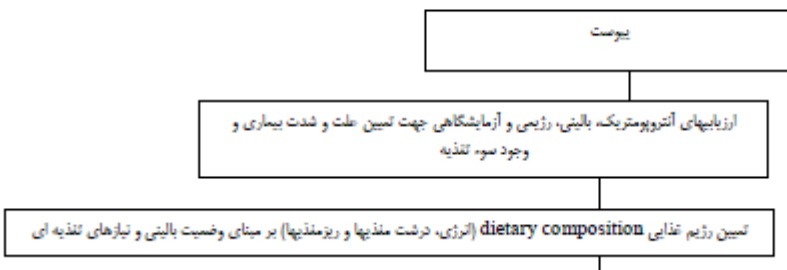 یبوست
ارزیابیهای آنتروپومتریک، بالینی، رژیمی و آزمایشگاهی جهت تعیین علت و شدت بیماری و
وجود سوء تغذیه
تعیین رژیم غذایی dietary composition (انرژی، درشت مغذیها و ریزمغذیها) بر مبنای وضعیت بالینی و نیازهای تغذیه ای